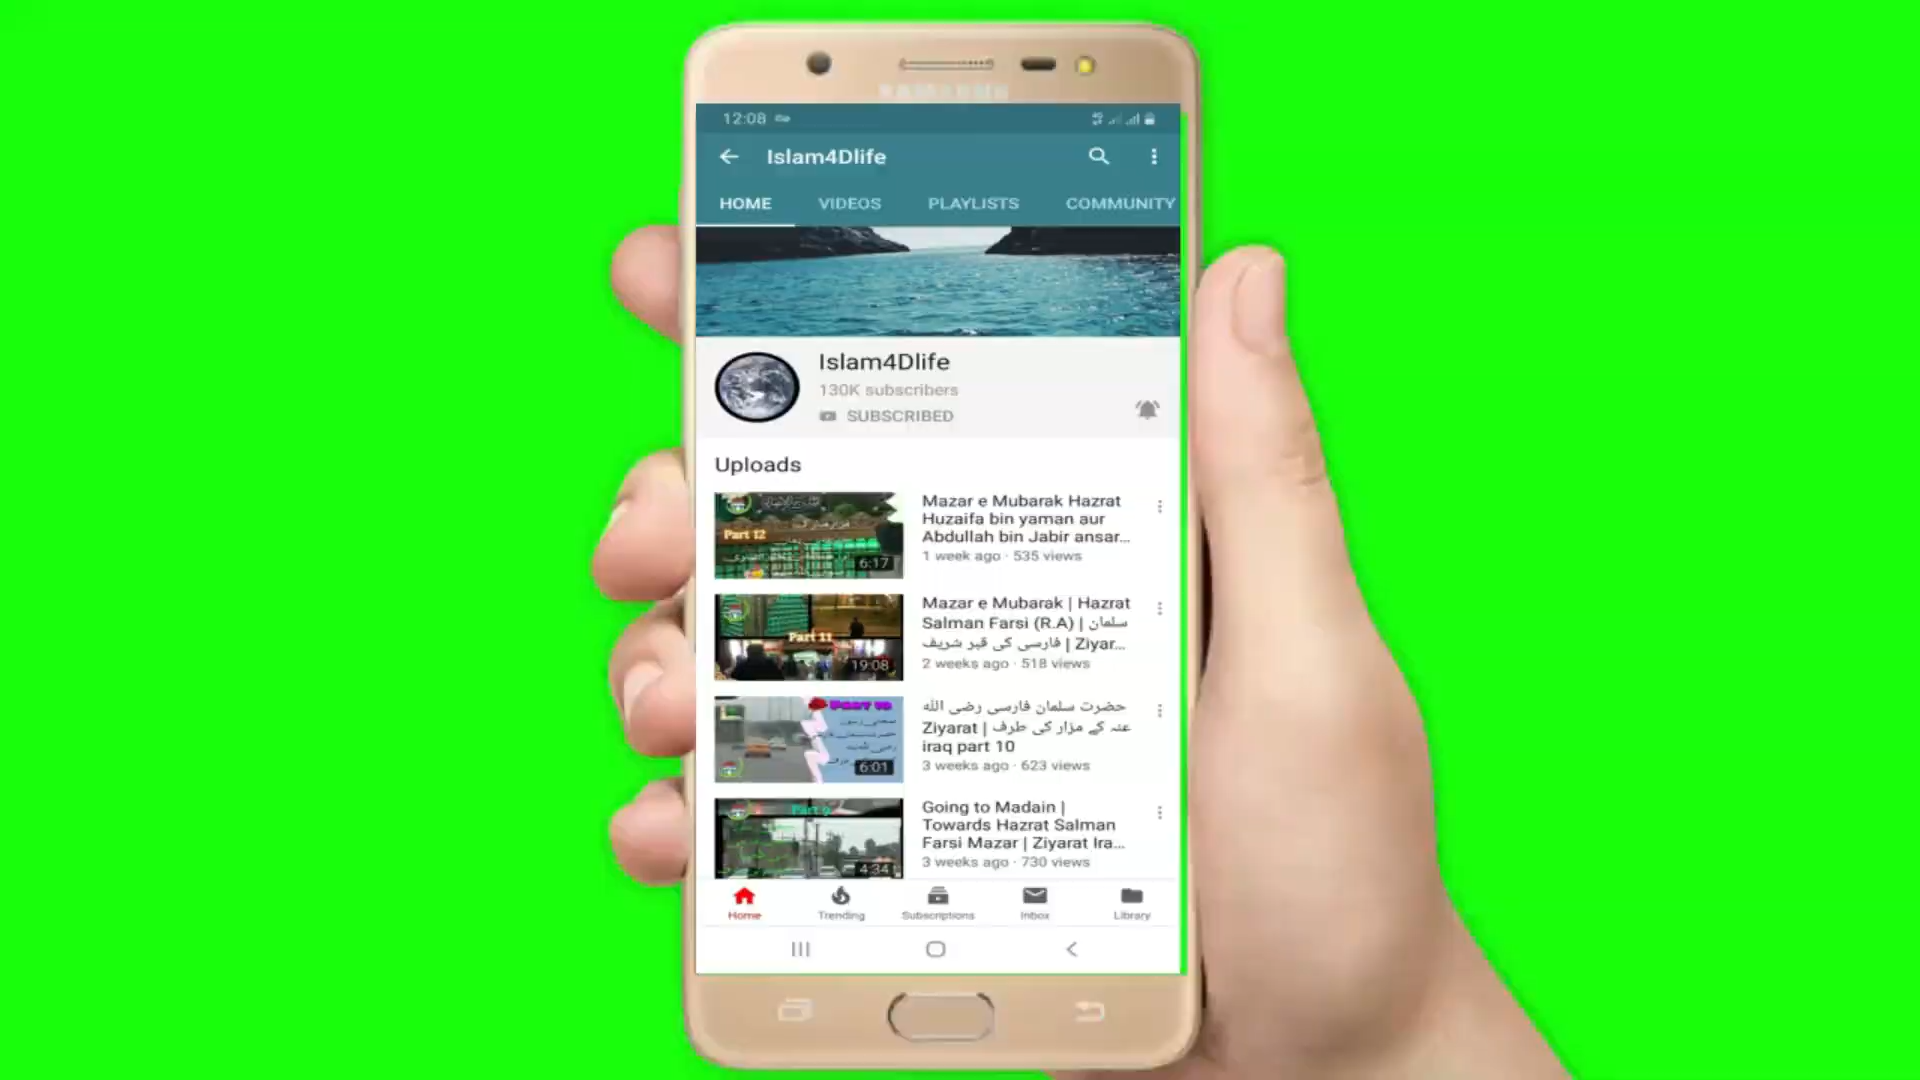 SAMSUNG
12:08
Islam4Dlife
HOME VIDEOS PLAYLISTS COMMUNITY
Islam4Dlife
130K subscribers
SUBSCRIBED
Uploads
Part 12
6:17
Mazar e Mubarak Hazrat
Huzaifa bin yaman aur
Abdullah bin Jabir ansar...
1 week ago · 535 views
Part 11
19:08
Mazar e Mubarak | Hazrat
Salman Farsi (R.A) | سلمان
فارسی کی قبر شریف | Ziyar...
2 weeks ago · 518 views
PART 10
6:01
حضرت سلمان فارسی رضی اللہ
عنہ کے مزار کی طرف | Ziyarat
iraq part 10
3 weeks ago · 623 views
Part 9
4:34
Going to Madain |
Towards Hazrat Salman
Farsi Mazar | Ziyarat Ira...
3 weeks ago · 730 views
Home Trending Subscriptions Inbox Library